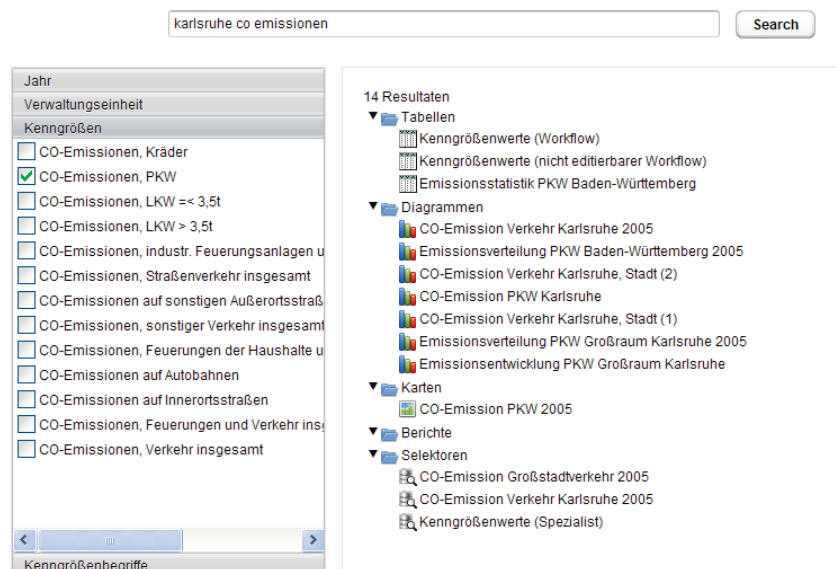 karlsruhe co emissionen
Search
Jahr
Verwaltungseinheit
Kenngrößen
CO-Emissionen, Kräder
CO-Emissionen, PKW
CO-Emissionen, LKW =< 3,5t
CO-Emissionen, LKW > 3,5t
CO-Emissionen, industr. Feuerungsanlagen u
CO-Emissionen, Straßenverkehr insgesamt
CO-Emissionen auf sonstigen Außerortsstraß
CO-Emissionen, sonstiger Verkehr insgesamt
CO-Emissionen, Feuerungen der Haushalte u
CO-Emissionen auf Autobahnen
CO-Emissionen auf Innerortsstraßen
CO-Emissionen, Feuerungen und Verkehr ins
CO-Emissionen, Verkehr insgesamt
Kenngrößenbegriffe
14 Resultaten
Tabellen
Kenngrößenwerte (Workflow)
Kenngrößenwerte (nicht editierbarer Workflow)
Emissionsstatistik PKW Baden-Württemberg
Diagrammen
CO-Emission Verkehr Karlsruhe 2005
Emissionsverteilung PKW Baden-Württemberg 2005
CO-Emission Verkehr Karlsruhe, Stadt (2)
CO-Emission PKW Karlsruhe
CO-Emission Verkehr Karlsruhe, Stadt (1)
Emissionsverteilung PKW Großraum Karlsruhe 2005
Emissionsentwicklung PKW Großraum Karlsruhe
Karten
CO-Emission PKW 2005
Berichte
Selektoren
CO-Emission Großstadtverkehr 2005
CO-Emission Verkehr Karlsruhe 2005
Kenngrößenwerte (Spezialist)